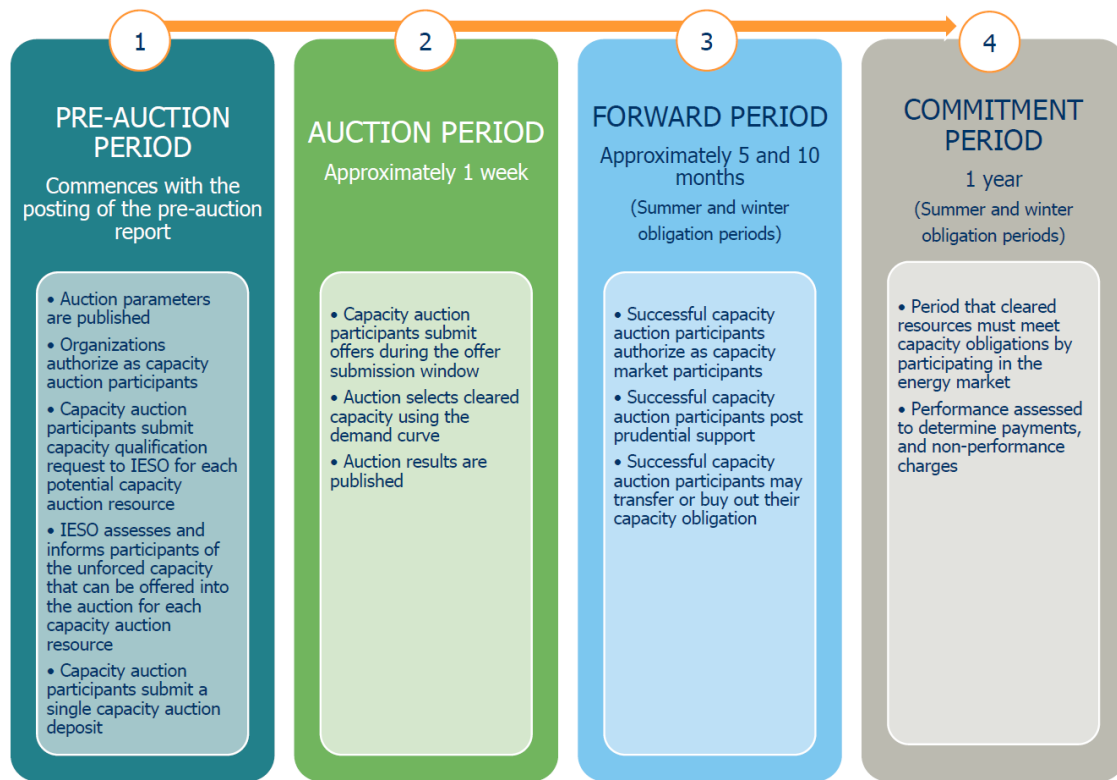 1
PRE-AUCTION
PERIOD
Commences with the
posting of the pre-auction
report
• Auction parameters
are published
• Organizations
authorize as capacity
auction participants
• Capacity auction
participants submit
capacity qualification
request to IESO for each
potential capacity
auction resource
• IESO assesses and
informs participants of
the unforced capacity
that can be offered into
the auction for each
capacity auction
resource
• Capacity auction
participants submit a
single capacity auction
deposit
2
AUCTION PERIOD
Approximately 1 week
• Capacity auction
participants submit
offers during the offer
submission window
• Auction selects cleared
capacity using the
demand curve
• Auction results are
published
3
FORWARD PERIOD
Approximately 5 and 10
months
(Summer and winter
obligation periods)
• Successful capacity
auction participants
authorize as capacity
market participants
• Successful capacity
auction participants post
prudential support
• Successful capacity
auction participants may
transfer or buy out their
capacity obligation
4
COMMITMENT
PERIOD
1 year
(Summer and winter
obligation periods)
• Period that cleared
resources must meet
capacity obligations by
participating in the
energy market
• Performance assessed
to determine payments,
and non-performance
charges